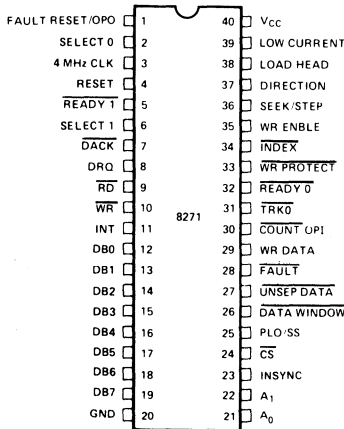 FAULT RESET/OPO 1 40 VCC
SELECT 0 2 39 LOW CURRENT
4 MHz CLK 3 38 LOAD HEAD
RESET 4 37 DIRECTION
READY 1 5 36 SEEK/STEP
SELECT 1 6 35 WR ENBLE
DACK 7 34 INDEX
DRQ 8 33 WR PROTECT
RD 9 32 READY 0
WR 10 31 TRK0
8271
INT 11 30 COUNT OPI
DB0 12 29 WR DATA
DB1 13 28 FAULT
DB2 14 27 UNSEP DATA
DB3 15 26 DATA WINDOW
DB4 16 25 PLO/SS
DB5 17 24 CS
DB6 18 23 INSYNC
DB7 19 22 A1
GND 20 21 A0